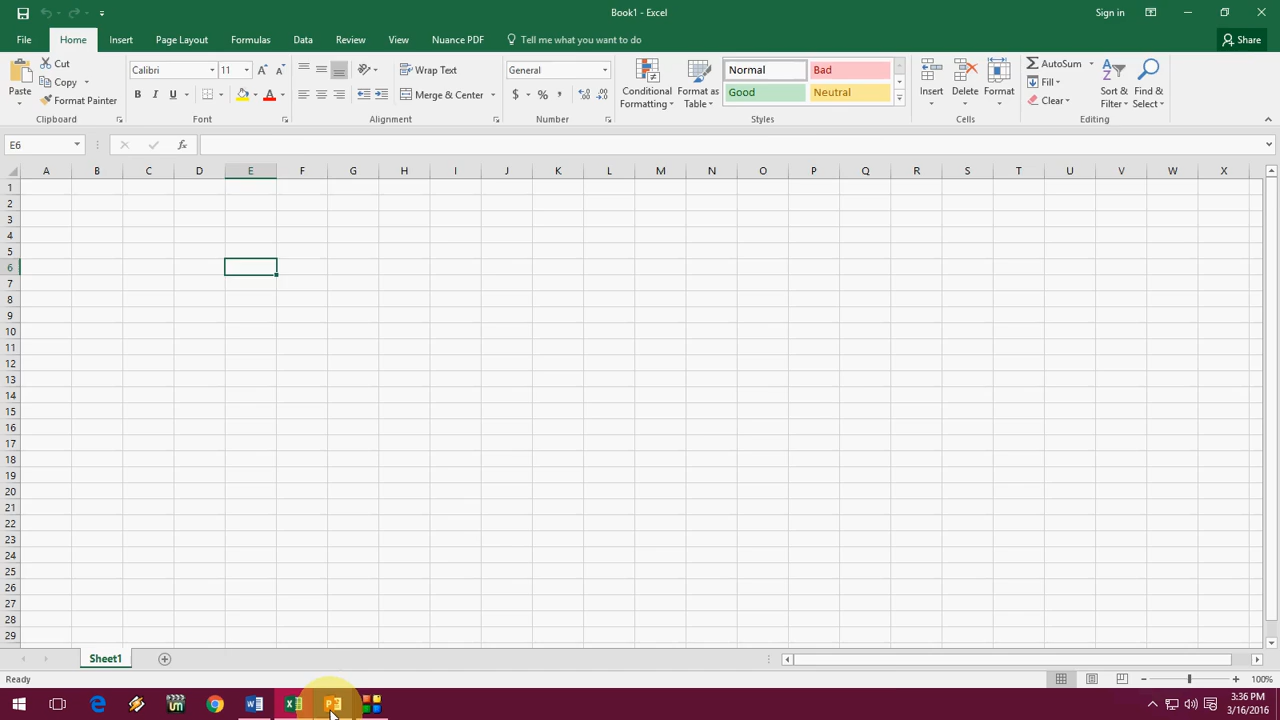 Book1 - Excel
Sign in
File Home Insert Page Layout Formulas Data Review View Nuance PDF Tell me what you want to do Share
Paste
Cut
Copy
Format Painter
Clipboard
Calibri 11
B I U
Font
Wrap Text
Merge & Center
Alignment
General
$ % ,
Number
Conditional Formatting
Format as Table
Normal Bad
Good Neutral
Styles
Insert Delete Format
Cells
AutoSum
Fill
Clear
Sort & Filter
Find & Select
Editing
E6 fx
A B C D E F G H I J K L M N O P Q R S T U V W X
1
2
3
4
5
6
7
8
9
10
11
12
13
14
15
16
17
18
19
20
21
22
23
24
25
26
27
28
29
Sheet1
Ready 100%
3:36 PM
3/16/2016